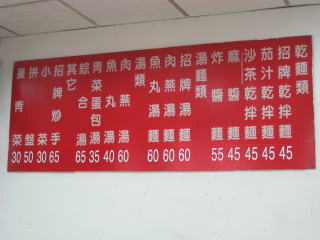 乾麵類
招牌乾拌麵 45
茄汁乾拌麵 45
沙茶乾拌麵 45
麻醬麵 45
炸醬麵 55
湯麵類
招牌湯麵 60
肉燕湯麵 60
魚丸湯麵 60
湯類
肉燕湯 60
魚丸湯 40
青菜蛋包湯 35
綜合湯 65
其它
招牌炒手 65
小菜 30
拼盤 50
燙青菜 30